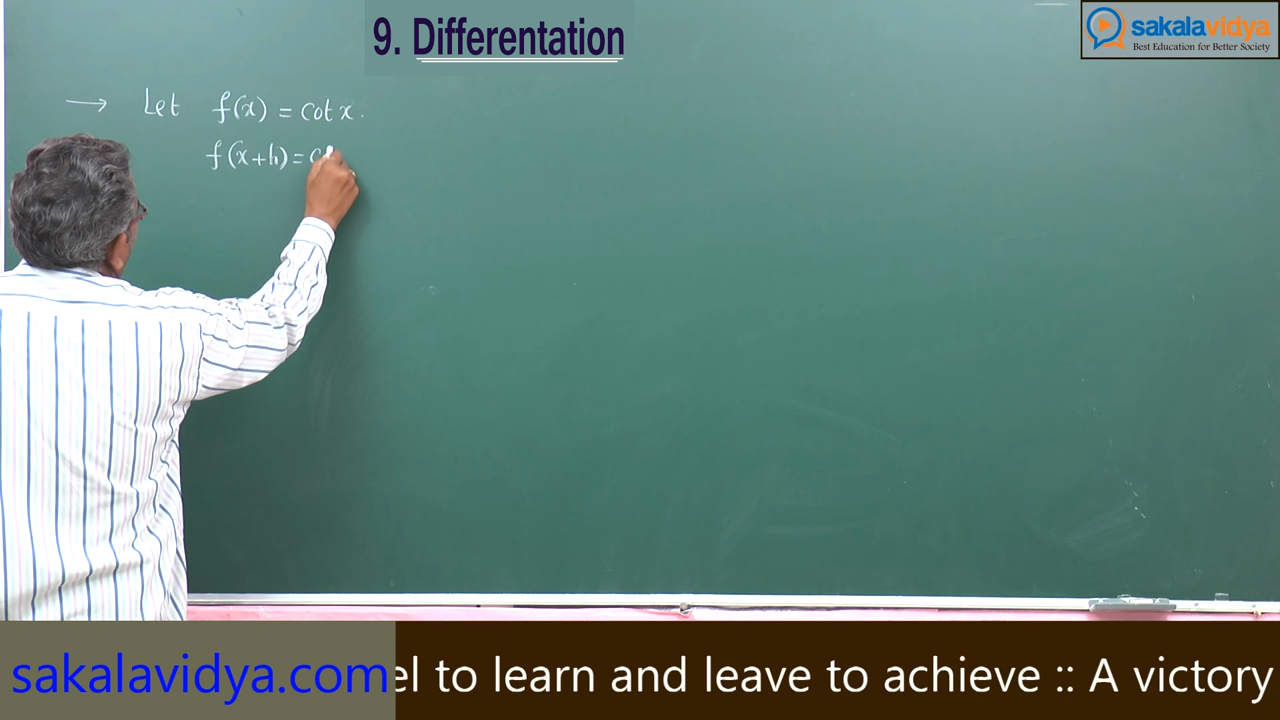 9. Differentation
sakalavidya
Best Education for Better Society
→ Let f(x) = cot x.
f(x+h) = c
sakalavidya.com
el to learn and leave to achieve :: A victory